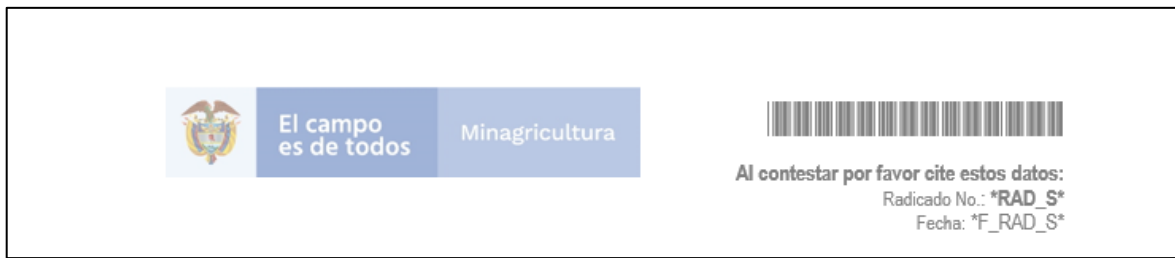 El campo
es de todos
Minagricultura
Al contestar por favor cite estos datos:
Radicado No.: *RAD_S*
Fecha: *F_RAD_S*